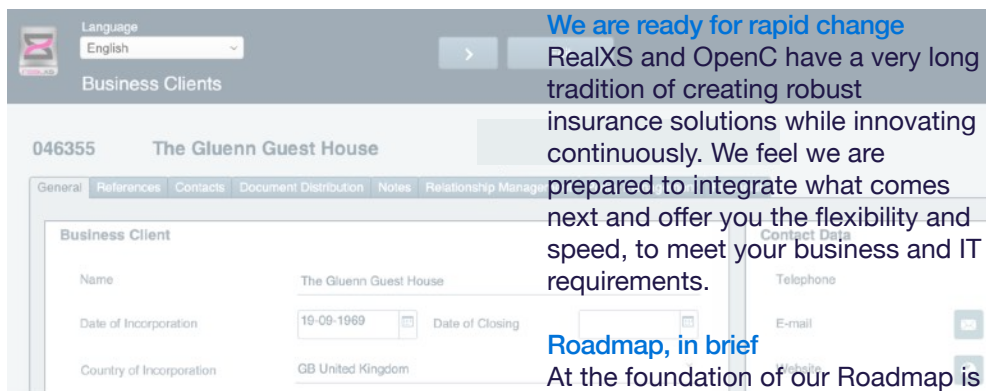 Language
English
Business Clients
046355 The Gluenn Guest House
General References Contacts Document Distribution Notes Relationship
Business Client
Name The Gluenn Guest House
Date of Incorporation 19-09-1969 Date of Closing
Country of Incorporation GB United Kingdom
Contact Data
Telephone
E-mail
Website
We are ready for rapid change
RealXS and OpenC have a very long
tradition of creating robust
insurance solutions while innovating
continuously. We feel we are
prepared to integrate what comes
next and offer you the flexibility and
speed, to meet your business and IT
requirements.
Roadmap, in brief
At the foundation of our Roadmap is